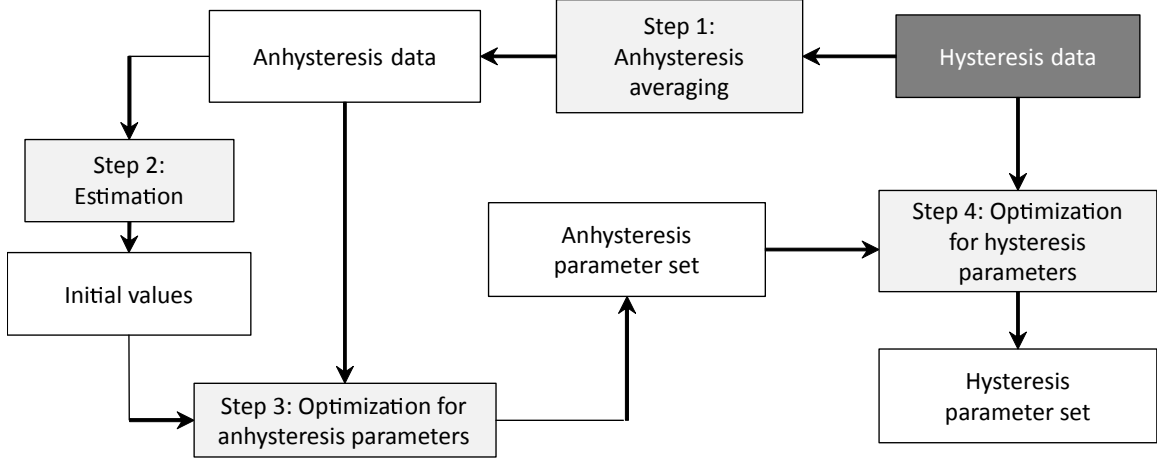 Anhysteresis data
Step 1:
Anhysteresis
averaging
Hysteresis data
Step 2:
Estimation
Initial values
Anhysteresis
parameter set
Step 4: Optimization
for hysteresis
parameters
Step 3: Optimization for
anhysteresis parameters
Hysteresis
parameter set